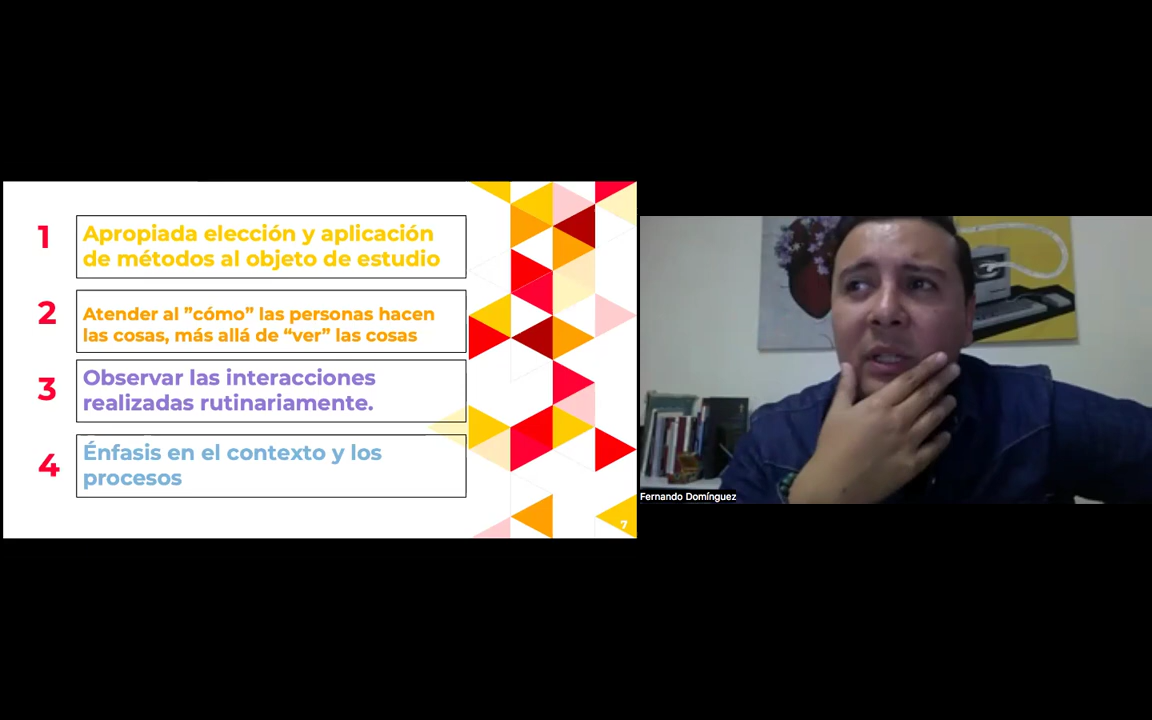 1
Apropiada elección y aplicación
de métodos al objeto de estudio
2
Atender al ”cómo” las personas hacen
las cosas, más allá de “ver” las cosas
3
Observar las interacciones
realizadas rutinariamente.
4
Énfasis en el contexto y los
procesos
7
Fernando Domínguez